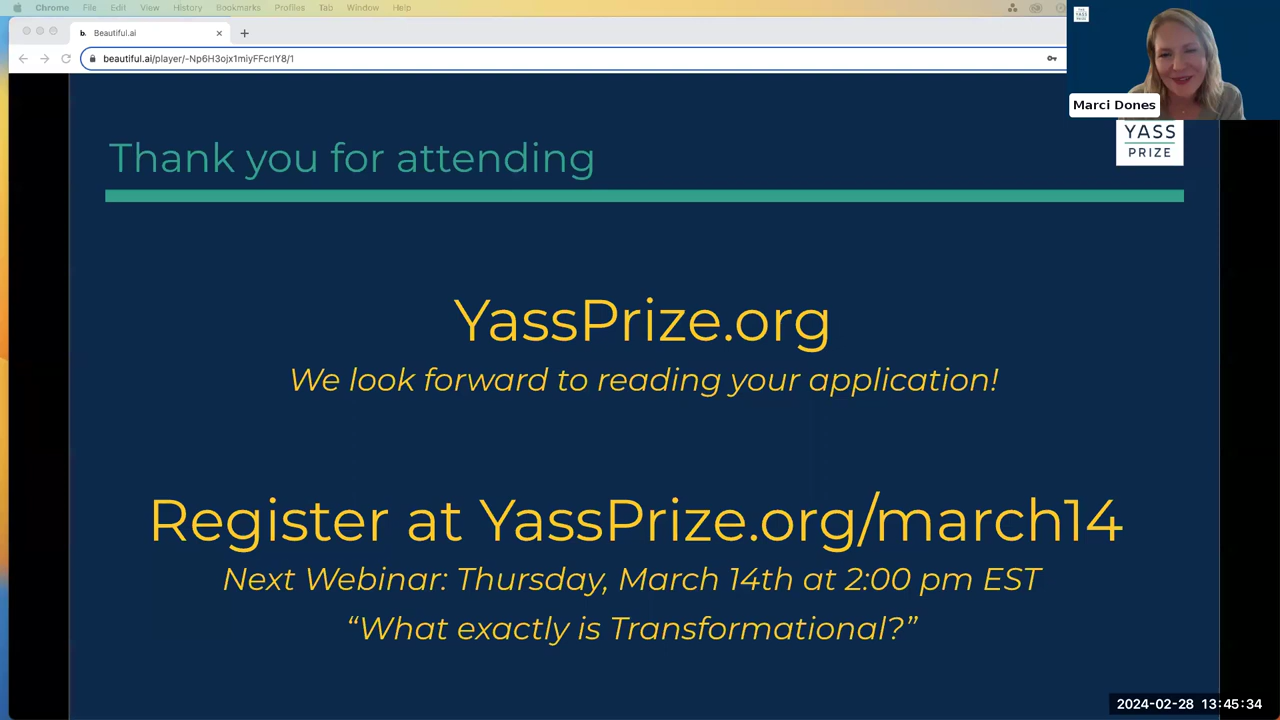 Chrome File Edit View History Bookmarks Profiles Tab Window Help
b. Beautiful.ai
beautiful.ai/player/-Np6H3ojx1miyFFcrIY8/1
Marci Dones
YASS
PRIZE
Thank you for attending
YassPrize.org
We look forward to reading your application!
Register at YassPrize.org/march14
Next Webinar: Thursday, March 14th at 2:00 pm EST
“What exactly is Transformational?”
2024-02-28 13:45:34